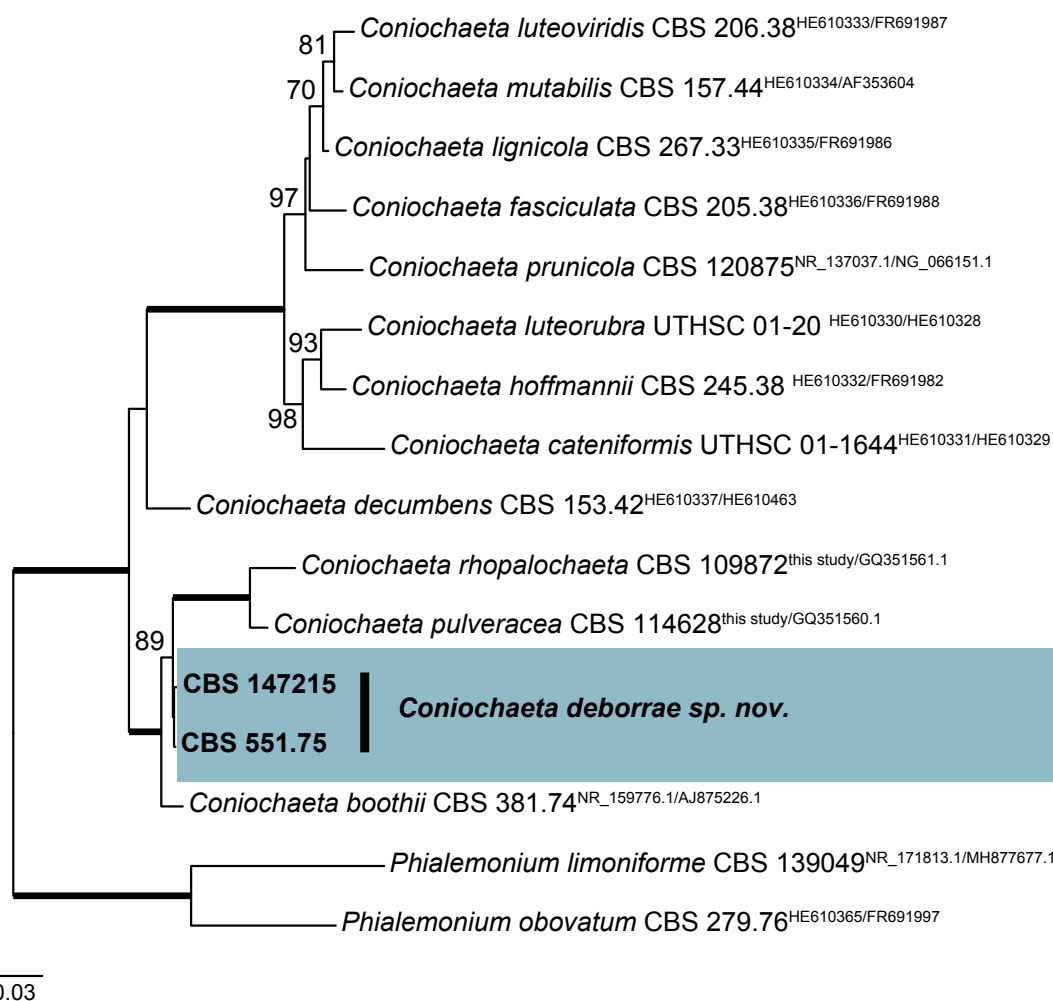 81
Coniochaeta luteoviridis CBS 206.38HE610333/FR691987
70
Coniochaeta mutabilis CBS 157.44HE610334/AF353604
Coniochaeta lignicola CBS 267.33HE610335/FR691986
97
Coniochaeta fasciculata CBS 205.38HE610336/FR691988
Coniochaeta prunicola CBS 120875NR_137037.1/NG_066151.1
Coniochaeta luteorubra UTHSC 01-20 HE610330/HE610328
93
Coniochaeta hoffmannii CBS 245.38 HE610332/FR691982
98
Coniochaeta cateniformis UTHSC 01-1644HE610331/HE610329
Coniochaeta decumbens CBS 153.42HE610337/HE610463
Coniochaeta rhopalochaeta CBS 109872this study/GQ351561.1
Coniochaeta pulveracea CBS 114628this study/GQ351560.1
89
CBS 147215
Coniochaeta deborrae sp. nov.
CBS 551.75
Coniochaeta boothii CBS 381.74NR_159776.1/AJ875226.1
Phialemonium limoniforme CBS 139049NR_171813.1/MH877677.1
Phialemonium obovatum CBS 279.76HE610365/FR691997
0.03